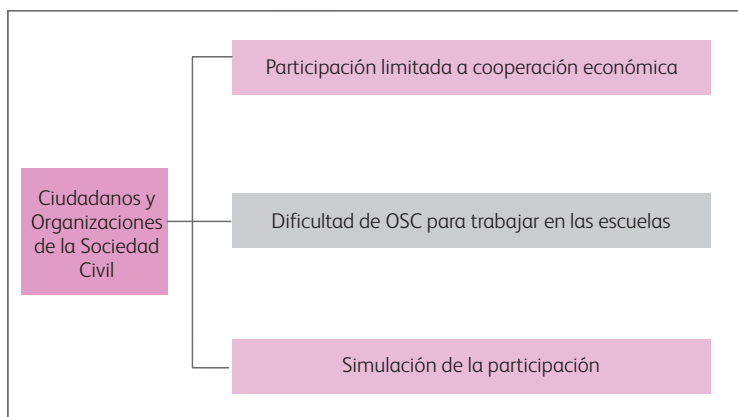 Participación limitada a cooperación económica
Ciudadanos y
Organizaciones
de la Sociedad
Civil
Dificultad de OSC para trabajar en las escuelas
Simulación de la participación